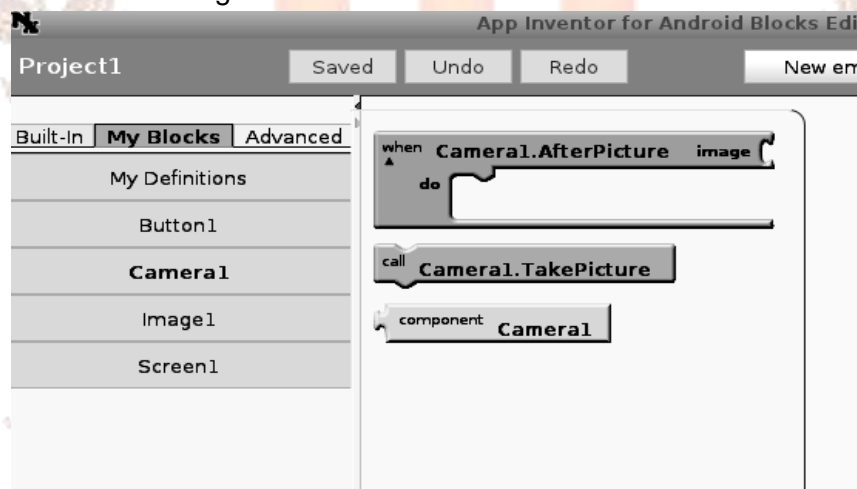 App Inventor for Android Blocks Edi
Project1
Saved
Undo
Redo
New em
Built-In
My Blocks
Advanced
My Definitions
Button1
Camera1
Image1
Screen1
when Camera1.AfterPicture image
do
call Camera1.TakePicture
component Camera1